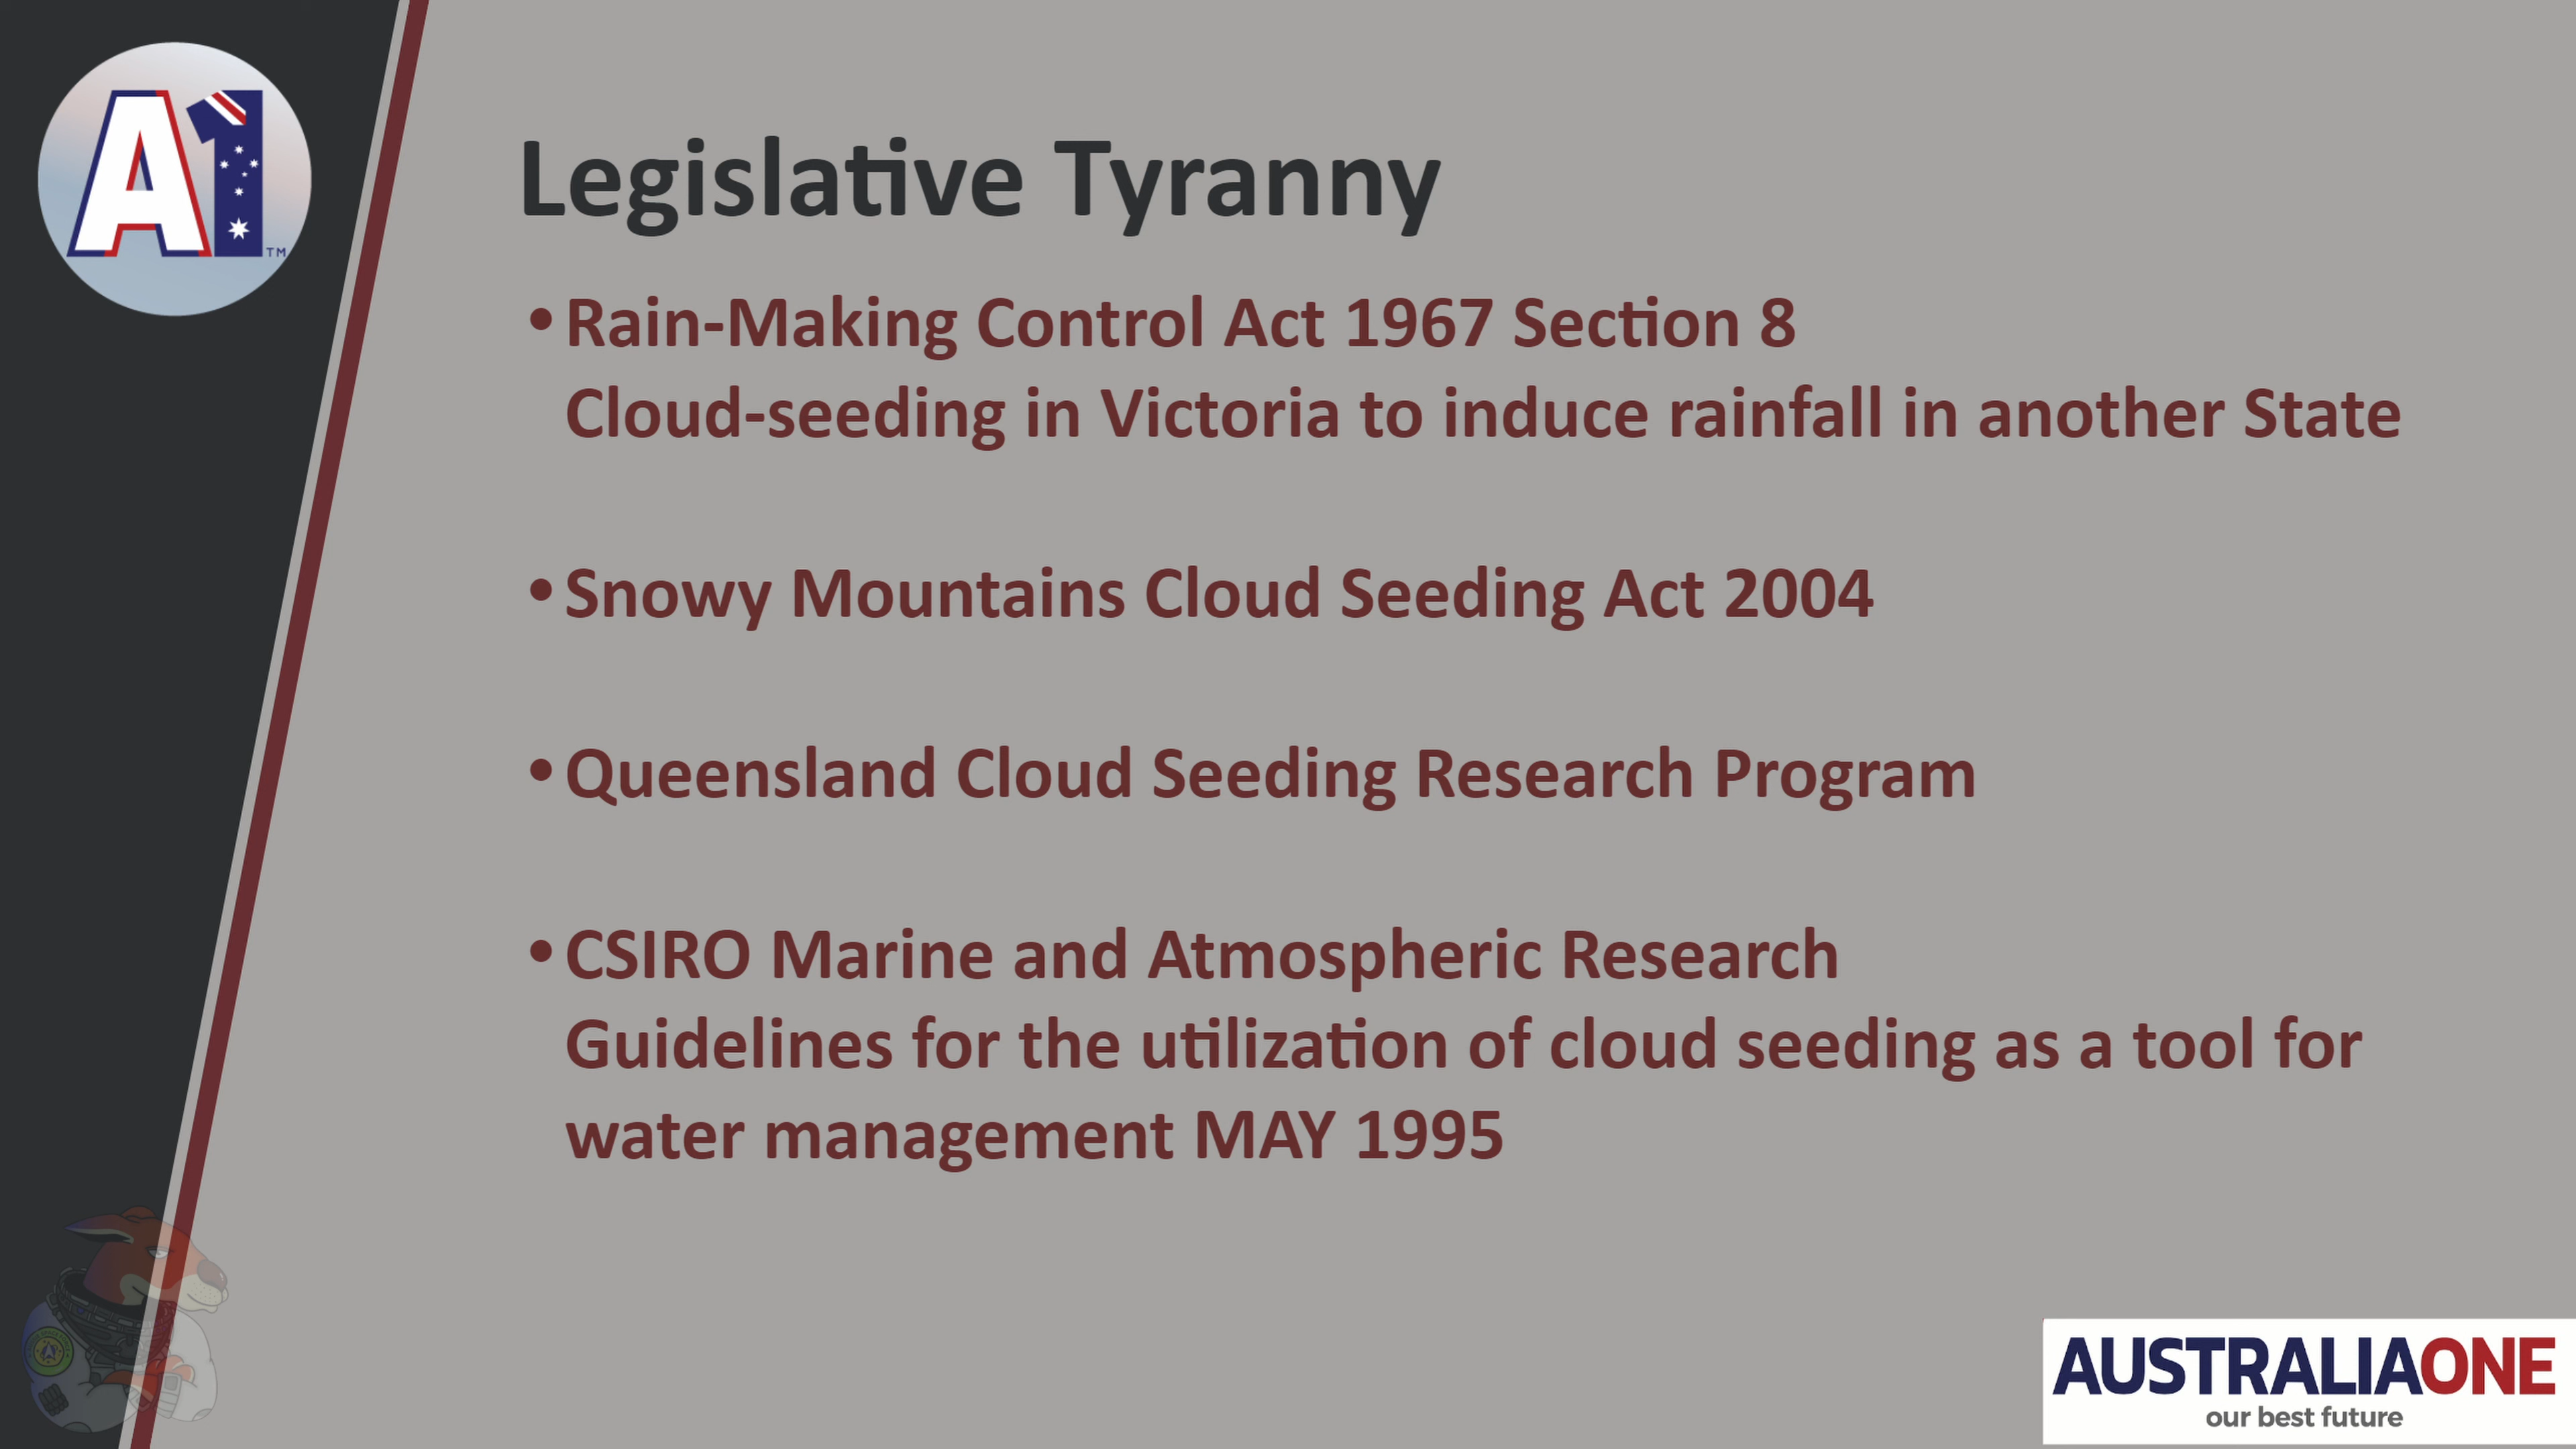 A1
TM
Legislative Tyranny
• Rain-Making Control Act 1967 Section 8
Cloud-seeding in Victoria to induce rainfall in another State
• Snowy Mountains Cloud Seeding Act 2004
• Queensland Cloud Seeding Research Program
• CSIRO Marine and Atmospheric Research
Guidelines for the utilization of cloud seeding as a tool for
water management MAY 1995
AUSTRALIAONE
our best future